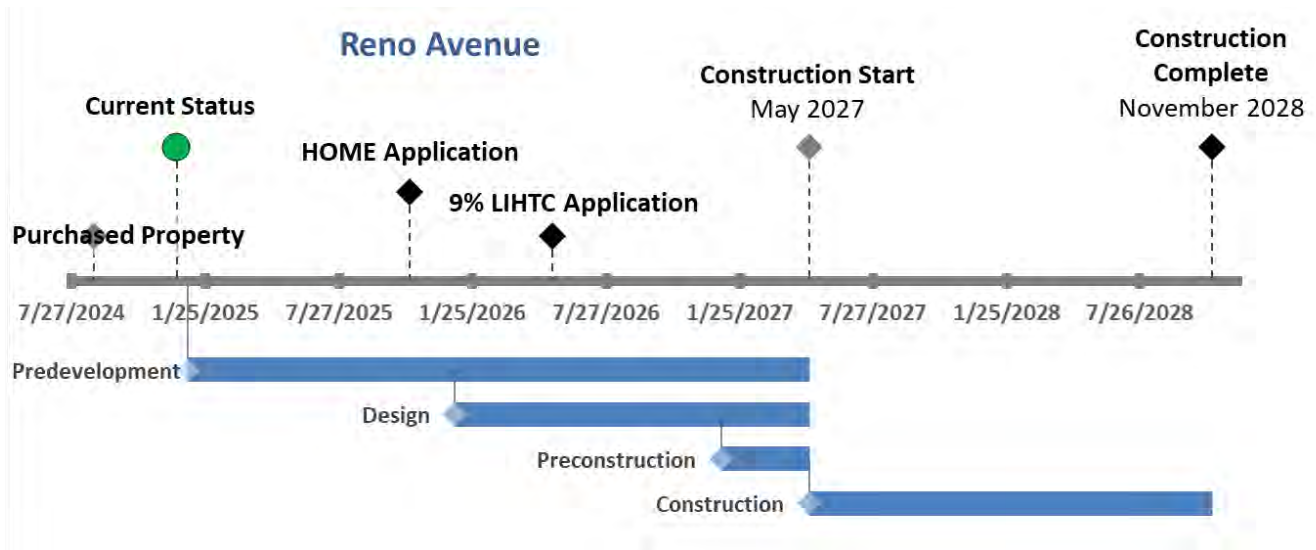 Reno Avenue
Construction
Complete
November 2028
Construction Start
May 2027
Current Status
HOME Application
9% LIHTC Application
Purchased Property
7/27/2024 1/25/2025 7/27/2025 1/25/2026 7/27/2026 1/25/2027 7/27/2027 1/25/2028 7/26/2028
Predevelopment
Design
Preconstruction
Construction